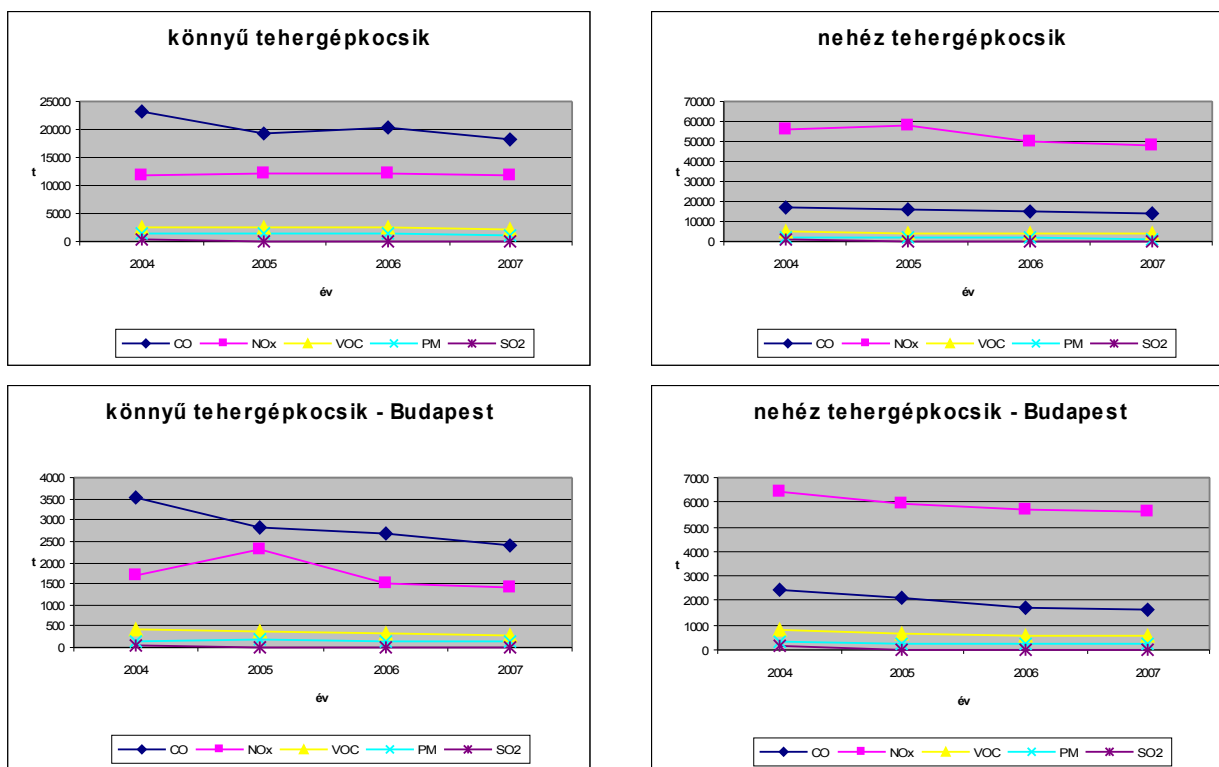 könnyű tehergépkocsik
25000
20000
15000
10000
5000
0
t
2004 2005 2006 2007
év
CO NOx VOC PM SO2
nehéz tehergépkocsik
70000
60000
50000
40000
30000
20000
10000
0
t
2004 2005 2006 2007
év
CO NOx VOC PM SO2
könnyű tehergépkocsik - Budapest
4000
3500
3000
2500
2000
1500
1000
500
0
t
2004 2005 2006 2007
év
CO NOx VOC PM SO2
nehéz tehergépkocsik - Budapest
7000
6000
5000
4000
3000
2000
1000
0
t
2004 2005 2006 2007
év
CO NOx VOC PM SO2